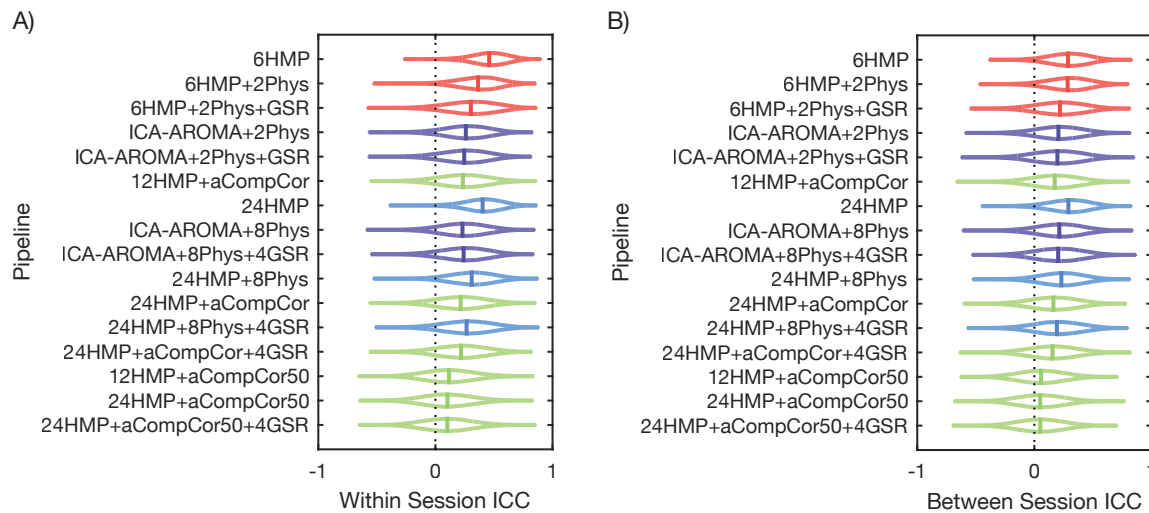 A)
Pipeline
6HMP
6HMP+2Phys
6HMP+2Phys+GSR
ICA-AROMA+2Phys
ICA-AROMA+2Phys+GSR
12HMP+aCompCor
24HMP
ICA-AROMA+8Phys
ICA-AROMA+8Phys+4GSR
24HMP+8Phys
24HMP+aCompCor
24HMP+8Phys+4GSR
24HMP+aCompCor+4GSR
12HMP+aCompCor50
24HMP+aCompCor50
24HMP+aCompCor50+4GSR
-1 0 1
Within Session ICC
B)
Pipeline
6HMP
6HMP+2Phys
6HMP+2Phys+GSR
ICA-AROMA+2Phys
ICA-AROMA+2Phys+GSR
12HMP+aCompCor
24HMP
ICA-AROMA+8Phys
ICA-AROMA+8Phys+4GSR
24HMP+8Phys
24HMP+aCompCor
24HMP+8Phys+4GSR
24HMP+aCompCor+4GSR
12HMP+aCompCor50
24HMP+aCompCor50
24HMP+aCompCor50+4GSR
-1 0 1
Between Session ICC